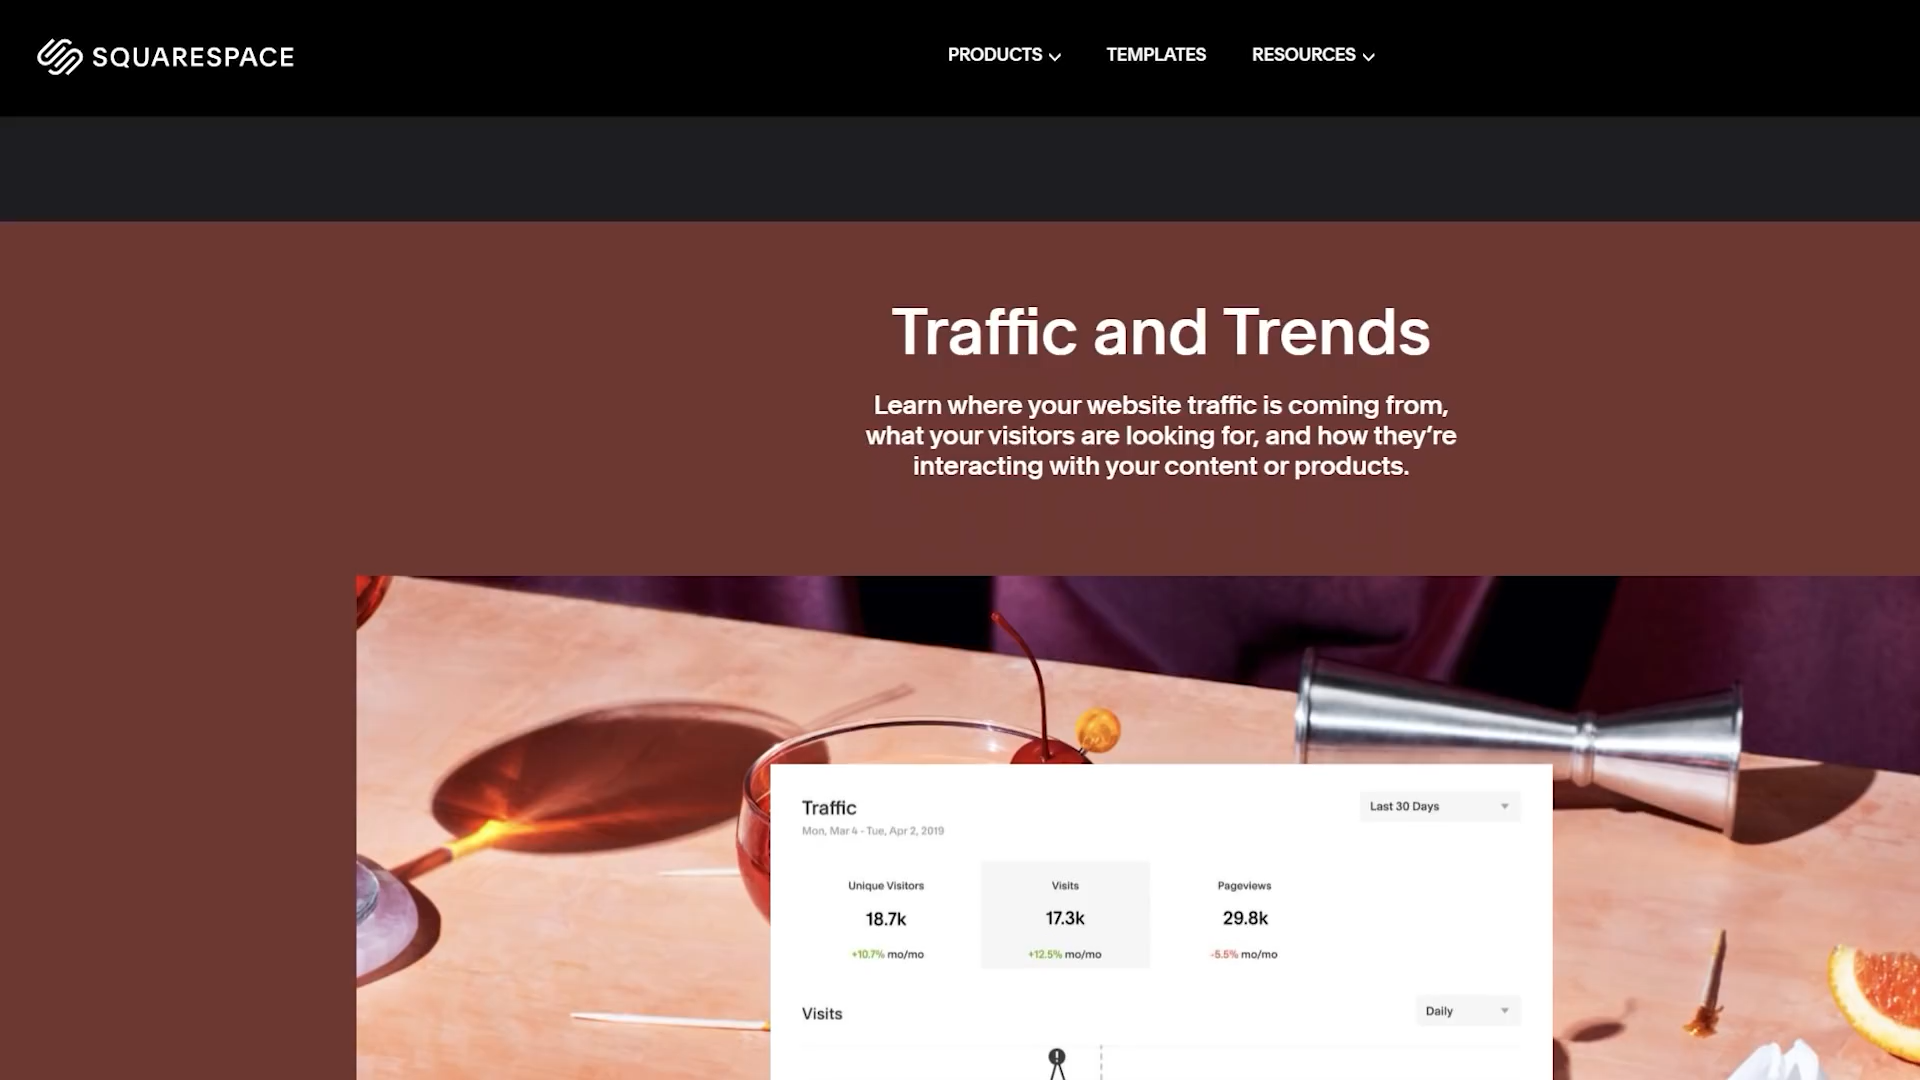 SQUARESPACE
PRODUCTS
TEMPLATES
RESOURCES
Traffic and Trends
Learn where your website traffic is coming from,
what your visitors are looking for, and how they’re
interacting with your content or products.
Traffic
Last 30 Days
Mon, Mar 4 - Tue, Apr 2, 2019
Unique Visitors
18.7k
+10.7% mo/mo
Visits
17.3k
+12.5% mo/mo
Pageviews
29.8k
-5.5% mo/mo
Visits
Daily